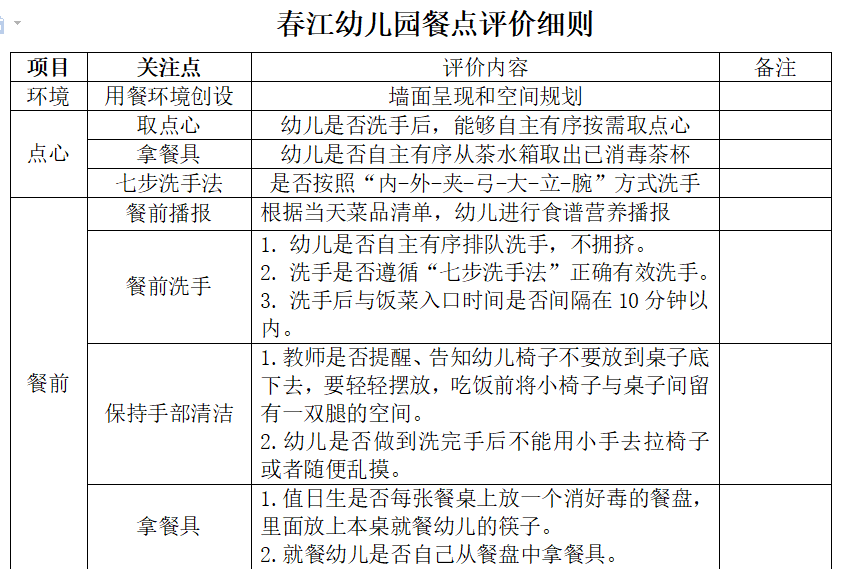 春江幼儿园餐点评价细则
项目 关注点 评价内容 备注
环境 用餐环境创设 墙面呈现和空间规划
点心 取点心 幼儿是否洗手后，能够自主有序按需取点心
拿餐具 幼儿是否自主有序从茶水箱取出已消毒茶杯
七步洗手法 是否按照“内-外-夹-弓-大-立-腕”方式洗手
餐前 餐前播报 根据当天菜品清单，幼儿进行食谱营养播报
餐前洗手
1. 幼儿是否自主有序排队洗手，不拥挤。
2. 洗手是否遵循“七步洗手法”正确有效洗手。
3. 洗手后与饭菜入口时间是否间隔在 10 分钟以
内。
保持手部清洁
1.教师是否提醒、告知幼儿椅子不要放到桌子底
下去，要轻轻摆放，吃饭前将小椅子与桌子间留
有一双腿的空间。
2.幼儿是否做到洗完手后不能用小手去拉椅子
或者随便乱摸。
拿餐具
1.值日生是否每张餐桌上放一个消好毒的餐盘，
里面放上本桌就餐幼儿的筷子。
2.就餐幼儿是否自己从餐盘中拿餐具。